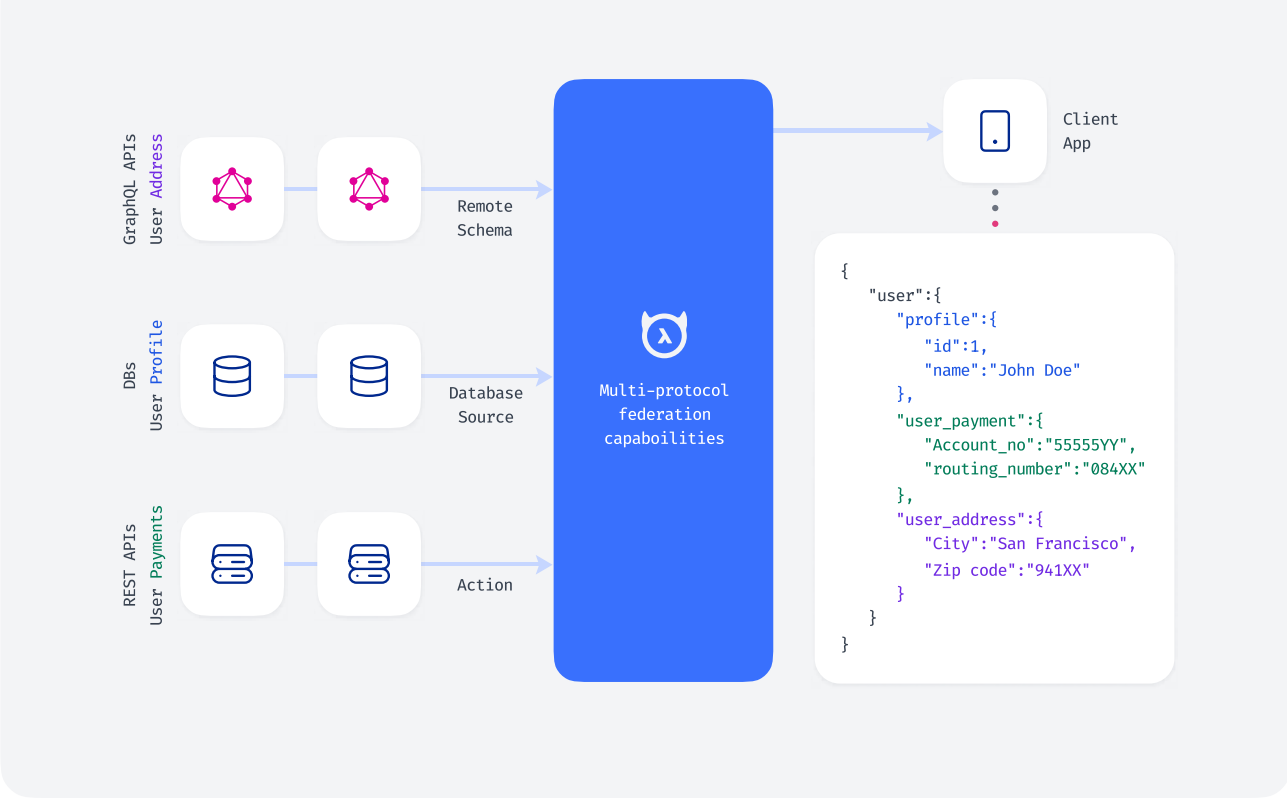 GraphQL APIs
User Address
Remote
Schema
DBs
User Profile
Database
Source
REST APIs
User Payments
Action
λ
Multi-protocol
federation
capaboilities
Client
App
{
"user":{
"profile":{
"id":1,
"name":"John Doe"
},
"user_payment":{
"Account_no":"55555YY",
"routing_number":"084XX"
},
"user_address":{
"City":"San Francisco",
"Zip code":"941XX"
}
}
}